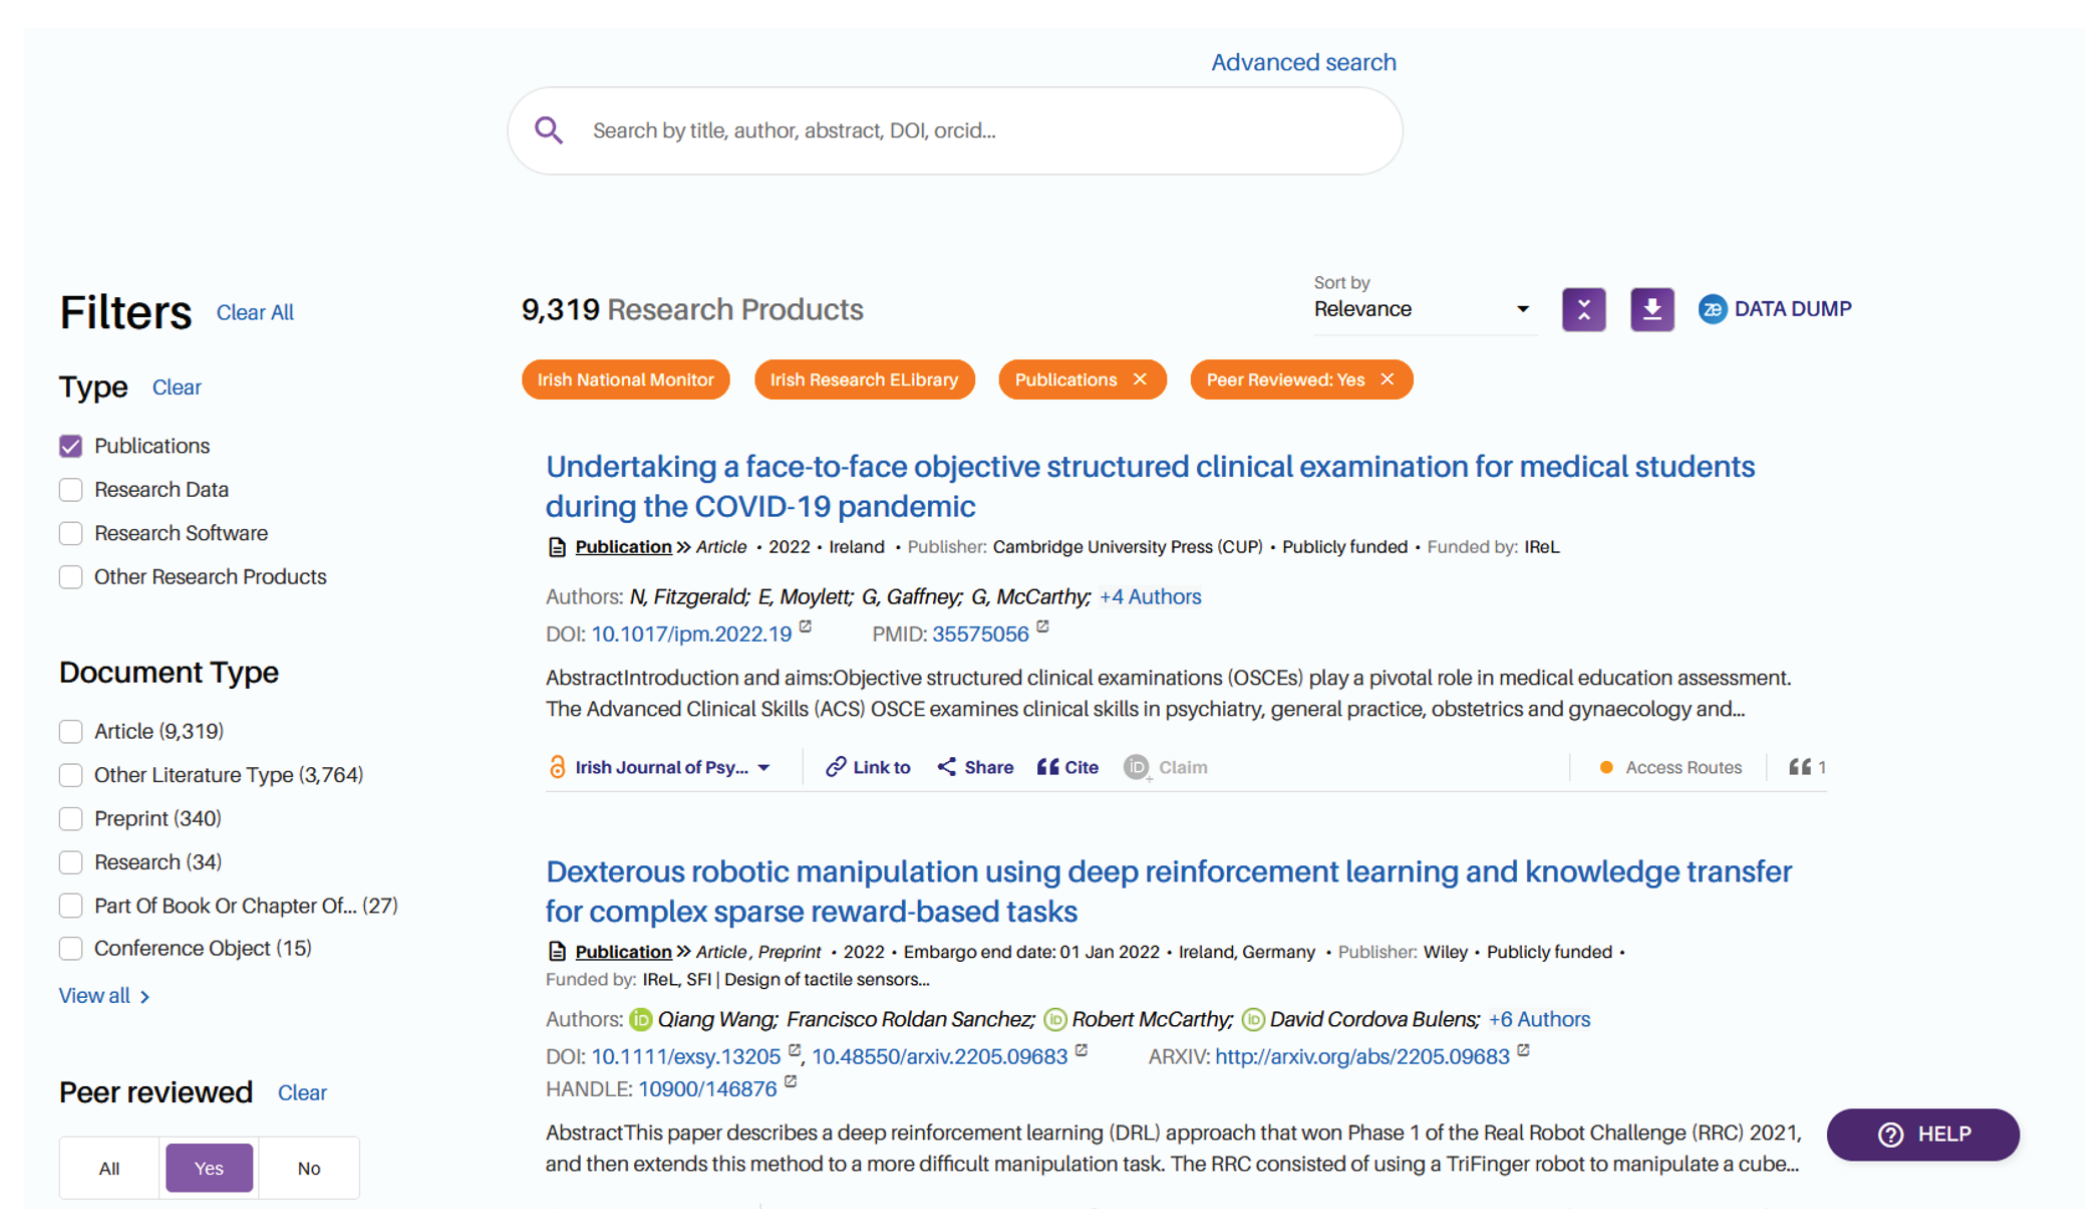 Advanced search
Search by title, author, abstract, DOI, orcid...
Filters Clear All
Type Clear
Publications
Research Data
Research Software
Other Research Products
Document Type
Article (9,319)
Other Literature Type (3,764)
Preprint (340)
Research (34)
Part Of Book Or Chapter Of... (27)
Conference Object (15)
View all >
Peer reviewed Clear
All Yes No
9,319 Research Products
Sort by
Relevance
DATA DUMP
Irish National Monitor Irish Research ELibrary Publications × Peer Reviewed: Yes ×
Undertaking a face-to-face objective structured clinical examination for medical students
during the COVID-19 pandemic
Publication » Article • 2022 • Ireland • Publisher: Cambridge University Press (CUP) • Publicly funded • Funded by: IReL
Authors: N, Fitzgerald; E, Moylett; G, Gaffney; G, McCarthy; +4 Authors
DOI: 10.1017/ipm.2022.19 PMID: 35575056
AbstractIntroduction and aims:Objective structured clinical examinations (OSCEs) play a pivotal role in medical education assessment.
The Advanced Clinical Skills (ACS) OSCE examines clinical skills in psychiatry, general practice, obstetrics and gynaecology and...
Irish Journal of Psy... Link to Share Cite iD Claim Access Routes 1
Dexterous robotic manipulation using deep reinforcement learning and knowledge transfer
for complex sparse reward-based tasks
Publication » Article, Preprint • 2022 • Embargo end date: 01 Jan 2022 • Ireland, Germany • Publisher: Wiley • Publicly funded •
Funded by: IReL, SFI | Design of tactile sensors...
Authors: iD Qiang Wang; Francisco Roldan Sanchez; iD Robert McCarthy; iD David Cordova Bulens; +6 Authors
DOI: 10.1111/exsy.13205 , 10.48550/arxiv.2205.09683 ARXIV: http://arxiv.org/abs/2205.09683
HANDLE: 10900/146876
AbstractThis paper describes a deep reinforcement learning (DRL) approach that won Phase 1 of the Real Robot Challenge (RRC) 2021,
and then extends this method to a more difficult manipulation task. The RRC consisted of using a TriFinger robot to manipulate a cube...
HELP